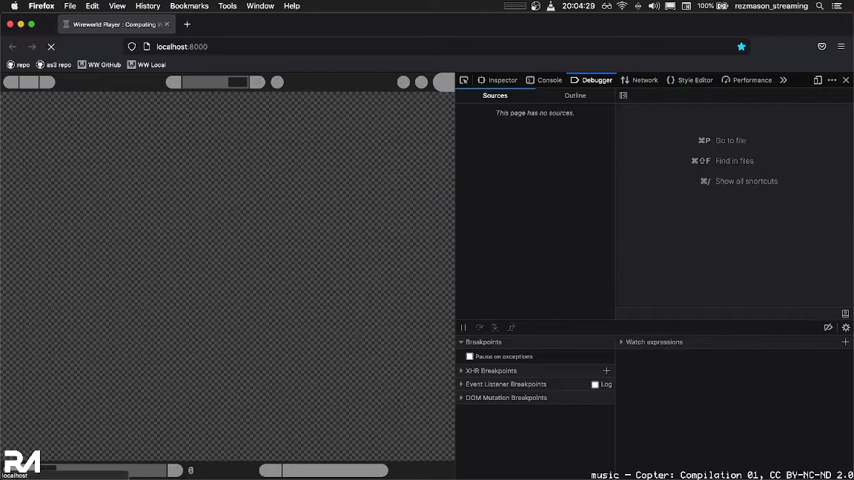 Firefox File Edit View History Bookmarks Tools Window Help 100% 20:04:29 rezmason_streaming
Wireworld Player | Computing W
localhost:8000
repo as3 repo WW GitHub WW Local
Inspector Console Debugger Network Style Editor Performance
Sources Outline
This page has no sources.
⌘P Go to file
⌘⇧F Find in files
⌘/ Show all shortcuts
Breakpoints Watch expressions
Pause on exceptions
XHR Breakpoints
Event Listener Breakpoints Log
DOM Mutation Breakpoints
RA 0
localhost
music — Copter: Compilation 01, CC BY-NC-ND 2.0